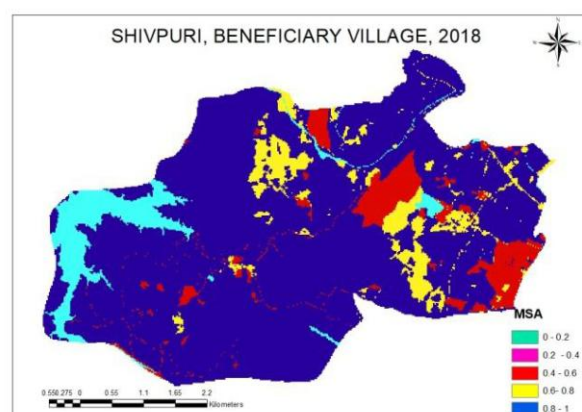 SHIVPURI, BENEFICIARY VILLAGE, 2018
N
MSA
0 - 0.2
0.2 - 0.4
0.4 - 0.6
0.6- 0.8
0.8 - 1
0.550.275 0 0.55 1.1 1.65 2.2
Kilometers